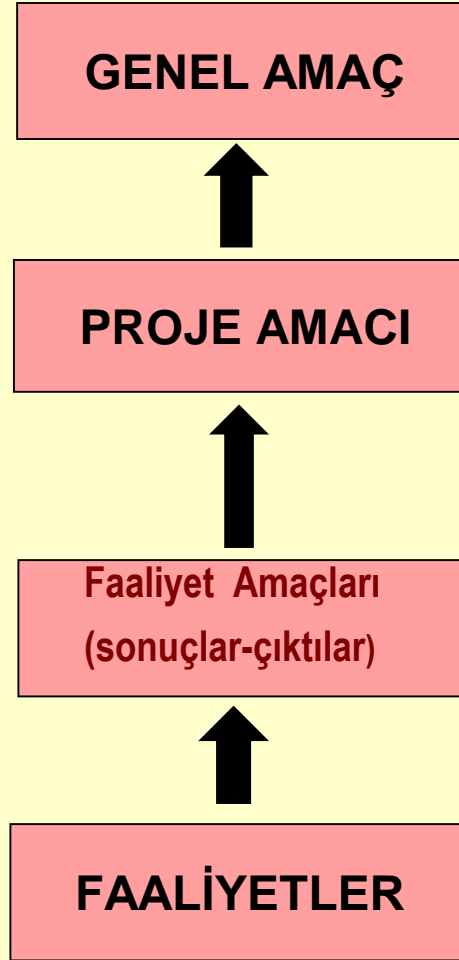 GENEL AMAÇ
PROJE AMACI
Faaliyet Amaçları
(sonuçlar-çıktılar)
FAALİYETLER